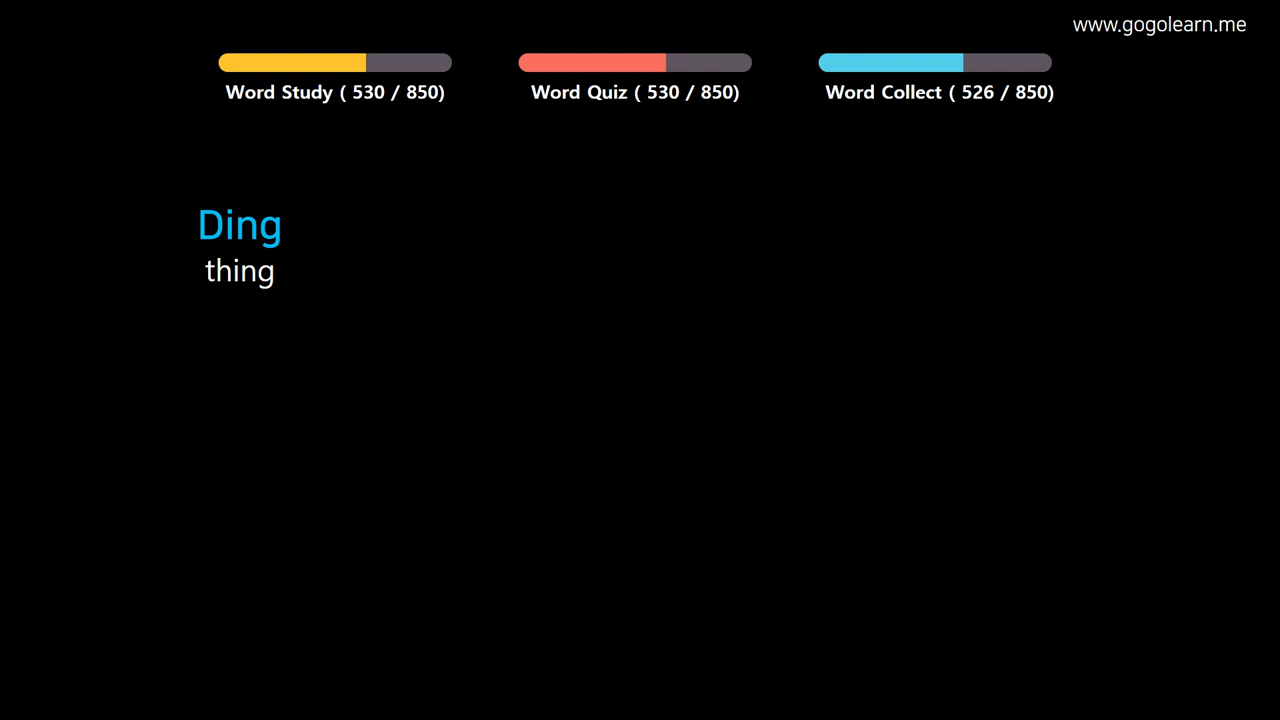 www.gogolearn.me
Word Study ( 530 / 850)
Word Quiz ( 530 / 850)
Word Collect ( 526 / 850)
Ding
thing